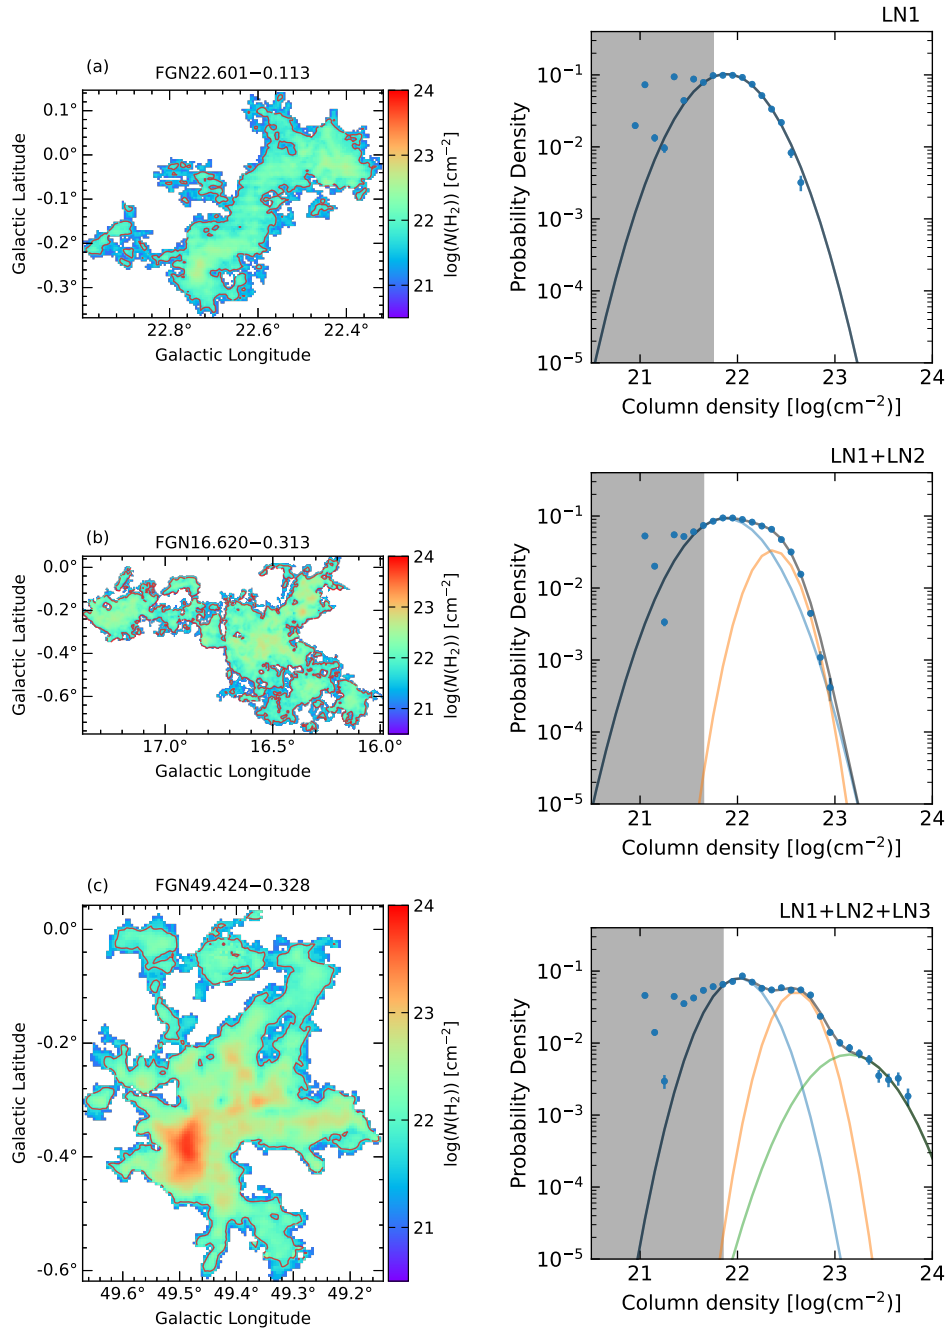 LN1
(a)
FGN22.601−0.113
0.1°
0.0°
-0.1°
-0.2°
-0.3°
Galactic Latitude
22.8°
22.6°
22.4°
Galactic Longitude
24
23
22
21
log(N(H₂)) [cm⁻²]
10⁻¹
10⁻²
10⁻³
10⁻⁴
10⁻⁵
Probability Density
21
22
23
24
Column density [log(cm⁻²)]
LN1+LN2
(b)
FGN16.620−0.313
0.0°
-0.2°
-0.4°
-0.6°
Galactic Latitude
17.0°
16.5°
16.0°
Galactic Longitude
24
23
22
21
log(N(H₂)) [cm⁻²]
10⁻¹
10⁻²
10⁻³
10⁻⁴
10⁻⁵
Probability Density
21
22
23
24
Column density [log(cm⁻²)]
(c)
FGN49.424−0.328
LN1+LN2+LN3
0.0°
-0.2°
-0.4°
-0.6°
Galactic Latitude
49.6°
49.5°
49.4°
49.3°
49.2°
Galactic Longitude
24
23
22
21
log(N(H₂)) [cm⁻²]
10⁻¹
10⁻²
10⁻³
10⁻⁴
10⁻⁵
Probability Density
21
22
23
24
Column density [log(cm⁻²)]